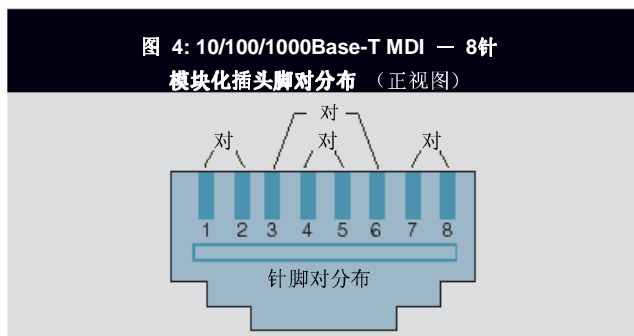 图 4: 10/100/1000Base-T MDI — 8针
模块化插头脚对分布 （正视图）
对
对 对 对
1 2 3 4 5 6 7 8
针脚对分布